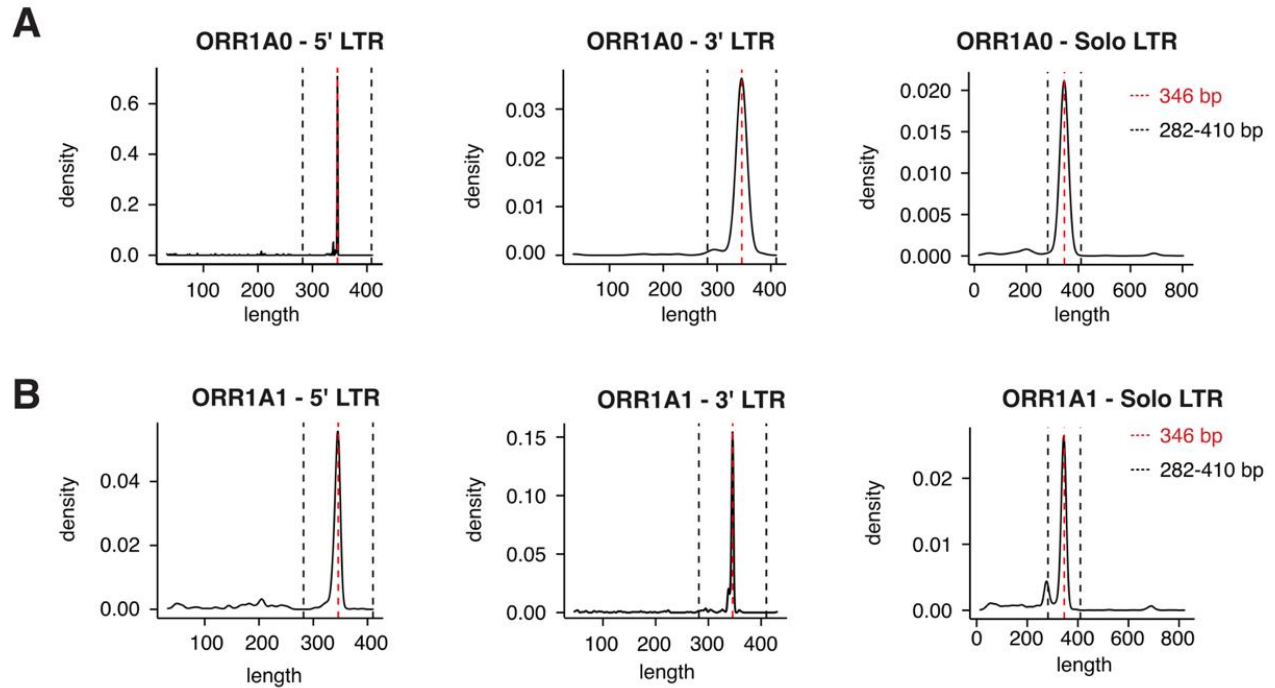 A
ORR1A0 - 5' LTR
density
0.6
0.4
0.2
0.0
100 200 300 400
length
ORR1A0 - 3' LTR
density
0.03
0.02
0.01
0.00
100 200 300 400
length
ORR1A0 - Solo LTR
density
0.020
0.015
0.010
0.005
0.000
0 200 400 600 800
length
346 bp
282-410 bp
B
ORR1A1 - 5' LTR
density
0.04
0.02
0.00
100 200 300 400
length
ORR1A1 - 3' LTR
density
0.15
0.10
0.05
0.00
100 200 300 400
length
ORR1A1 - Solo LTR
density
0.02
0.01
0.00
0 200 400 600 800
length
346 bp
282-410 bp